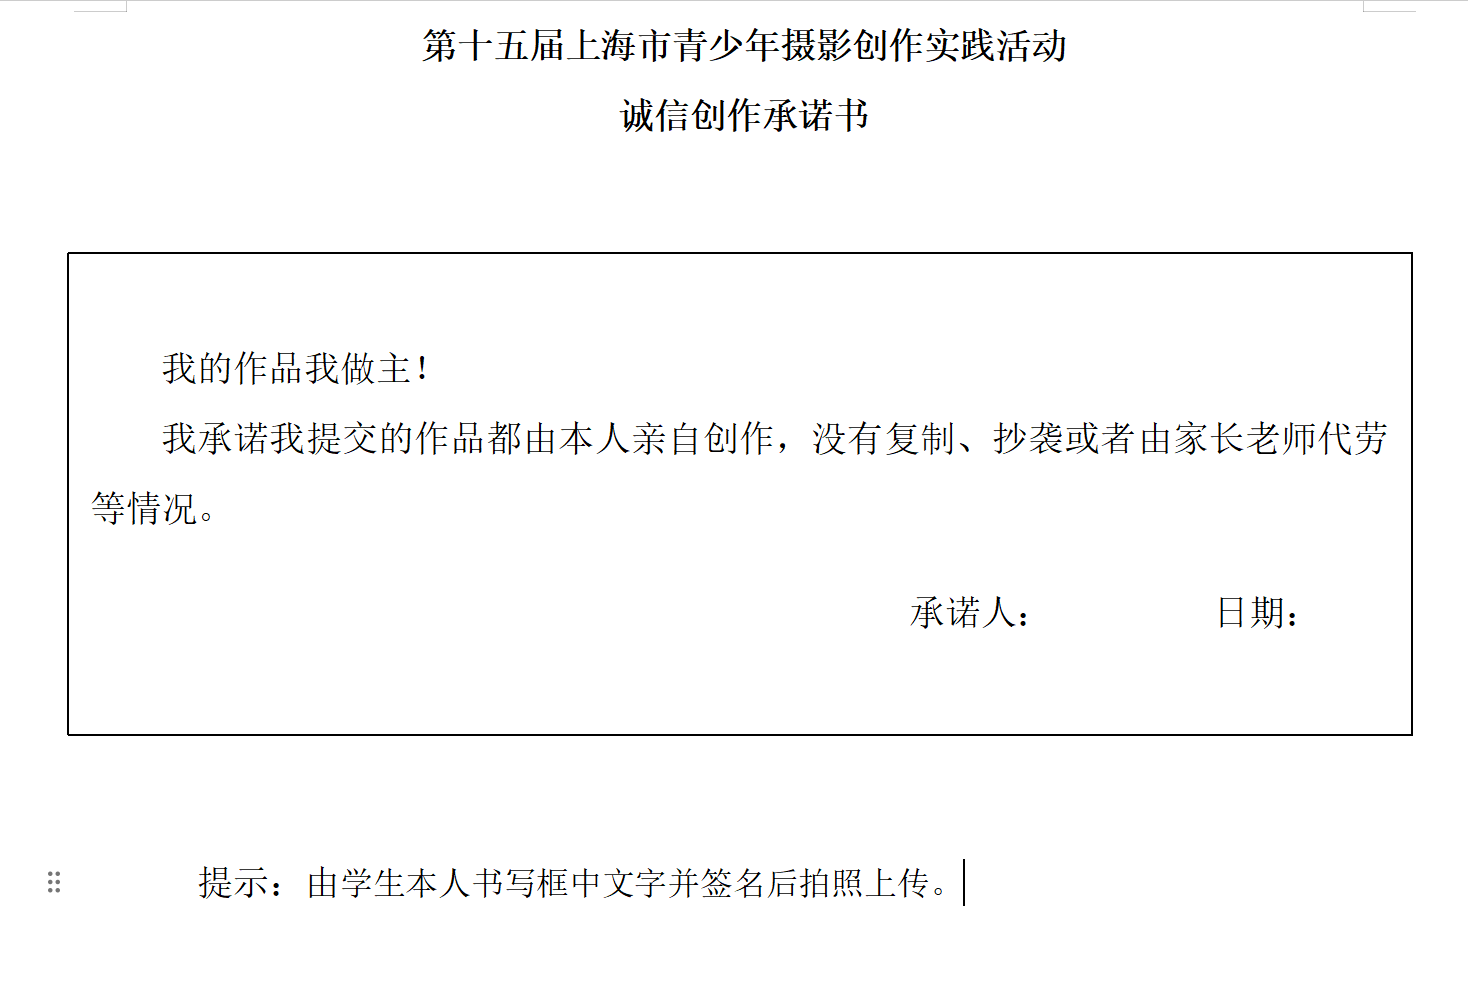 第十五届上海市青少年摄影创作实践活动
诚信创作承诺书
我的作品我做主！
我承诺我提交的作品都由本人亲自创作，没有复制、抄袭或者由家长老师代劳
等情况。
承诺人： 日期：
提示：由学生本人书写框中文字并签名后拍照上传。